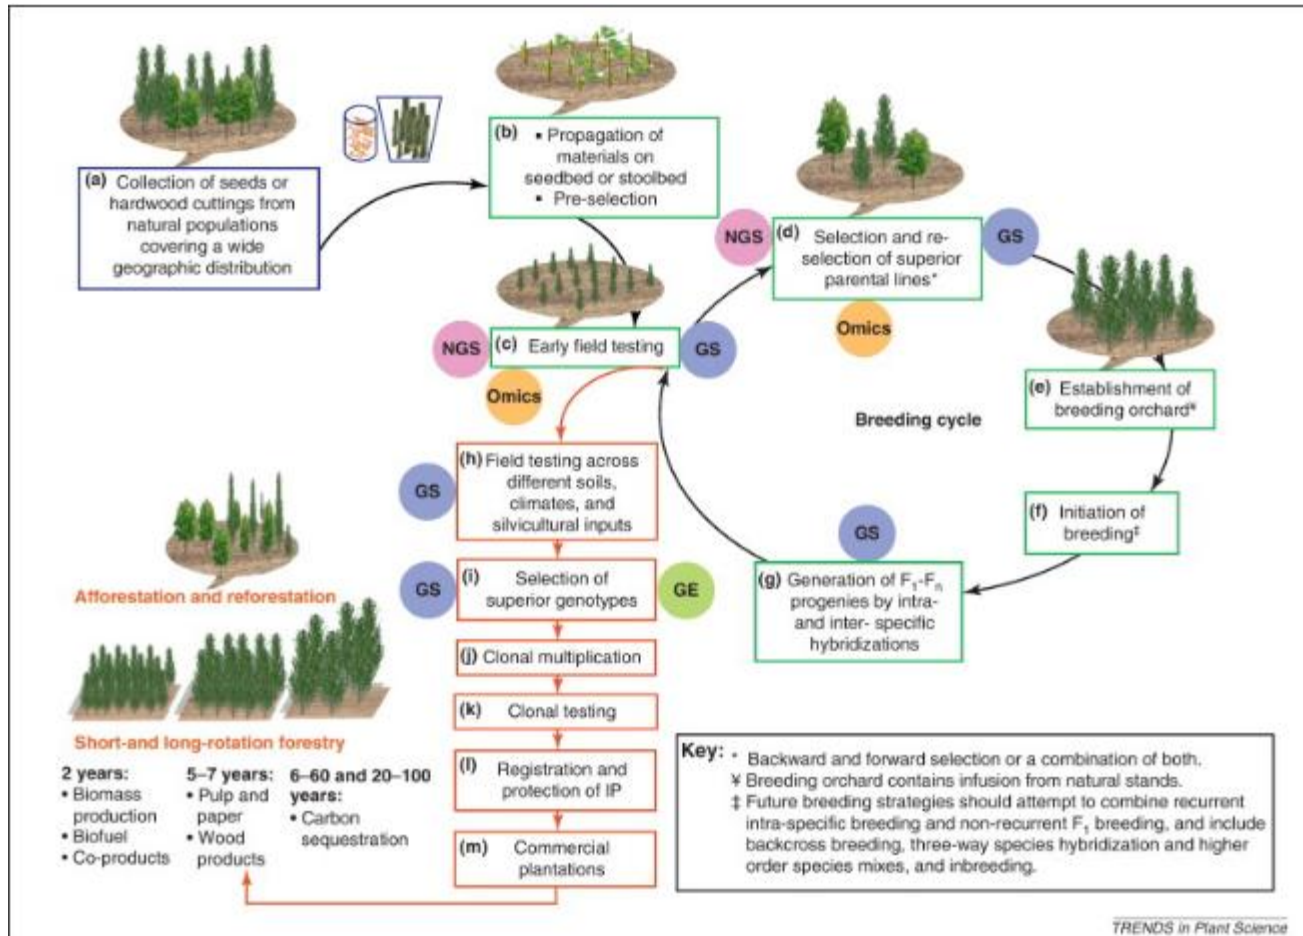 (a) Collection of seeds or
hardwood cuttings from
natural populations
covering a wide
geographic distribution
(b) ▪ Propagation of
materials on
seedbed or stoolbed
▪ Pre-selection
NGS
(c) Early field testing
GS
Omics
NGS
(d) Selection and re-
selection of superior
parental lines*
GS
Omics
(e) Establishment of
breeding orchard¥
Breeding cycle
(f) Initiation of
breeding‡
GS
(g) Generation of F1-Fn
progenies by intra-
and inter- specific
hybridizations
GS
(h) Field testing across
different soils,
climates, and
silvicultural inputs
GS
(i) Selection of
superior genotypes
GE
(j) Clonal multiplication
(k) Clonal testing
(l) Registration and
protection of IP
(m) Commercial
plantations
Afforestation and reforestation
Short-and long-rotation forestry
2 years:
• Biomass
production
• Biofuel
• Co-products
5–7 years:
• Pulp and
paper
• Wood
products
6–60 and 20–100
years:
• Carbon
sequestration
Key: * Backward and forward selection or a combination of both.
¥ Breeding orchard contains infusion from natural stands.
‡ Future breeding strategies should attempt to combine recurrent
intra-specific breeding and non-recurrent F1 breeding, and include
backcross breeding, three-way species hybridization and higher
order species mixes, and inbreeding.
TRENDS in Plant Science